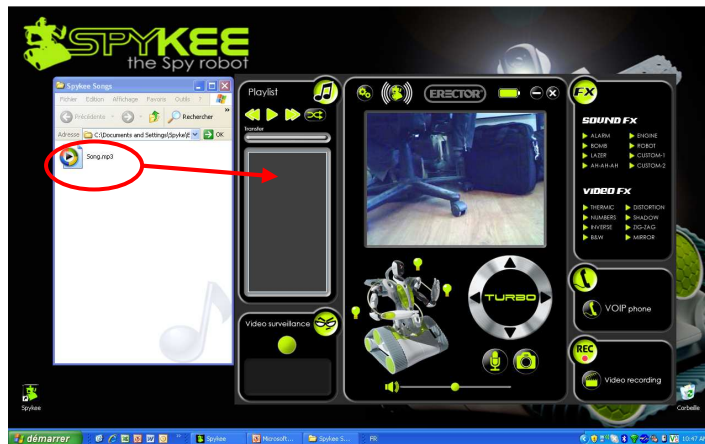 SPYKEE
the Spy robot
Spykee Songs
Fichier Edition Affichage Favoris Outils ?
Précédente Rechercher
Adresse C:\Documents and Settings\Spyke\E OK
Song.mp3
Playlist
Transfer
Video surveillance
ERECTOR
TURBO
FX
SOUND FX
ALARM ENGINE
BOMB ROBOT
LAZER CUSTOM-1
AH-AH-AH CUSTOM-2
VIDEO FX
THERMIC DISTORTION
NUMBERS SHADOW
INVERSE ZIG-ZAG
B&W MIRROR
VOIP phone
REC
Video recording
Spykee
Corbeille
démarrer Spykee Microsoft... Spykee S... FR 10:47 AM